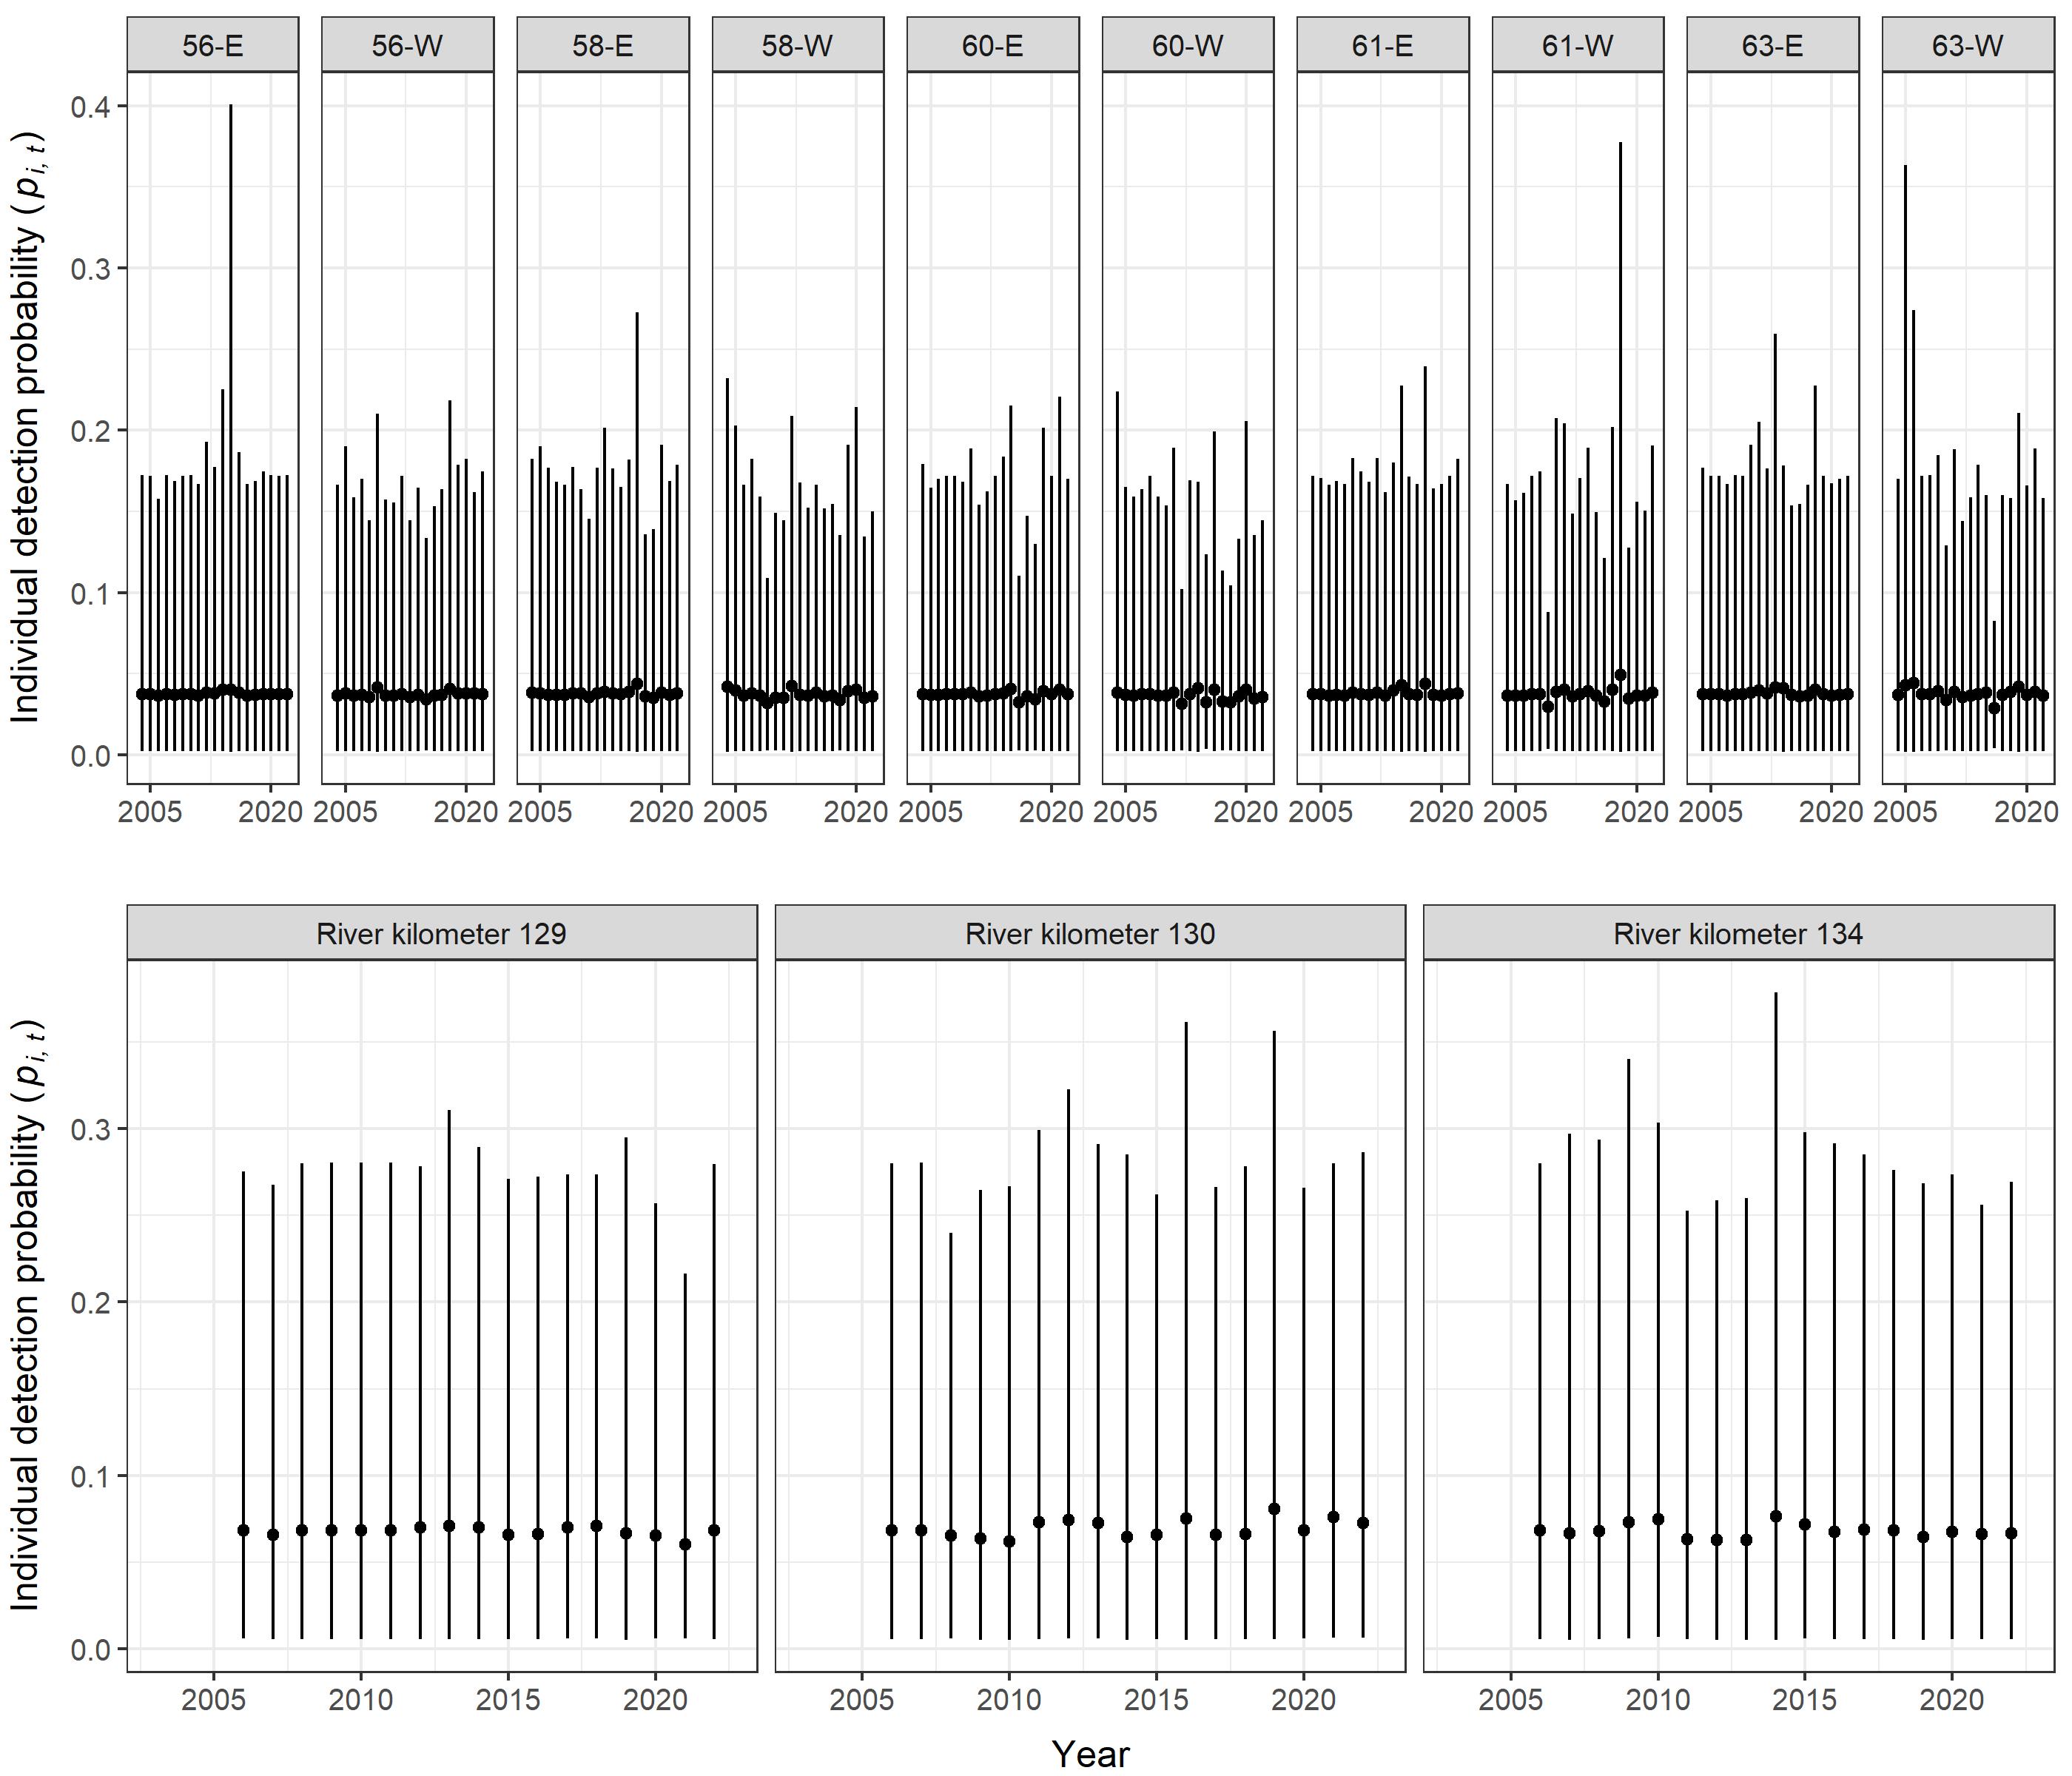 56-E 56-W 58-E 58-W 60-E 60-W 61-E 61-W 63-E 63-W
Individual detection probability (p i, t)
0.4
0.3
0.2
0.1
0.0
2005 2020 2005 2020 2005 2020 2005 2020 2005 2020 2005 2020 2005 2020 2005 2020 2005 2020 2005 2020
River kilometer 129 River kilometer 130 River kilometer 134
Individual detection probability (p i, t)
0.3
0.2
0.1
0.0
2005 2010 2015 2020 2005 2010 2015 2020 2005 2010 2015 2020
Year